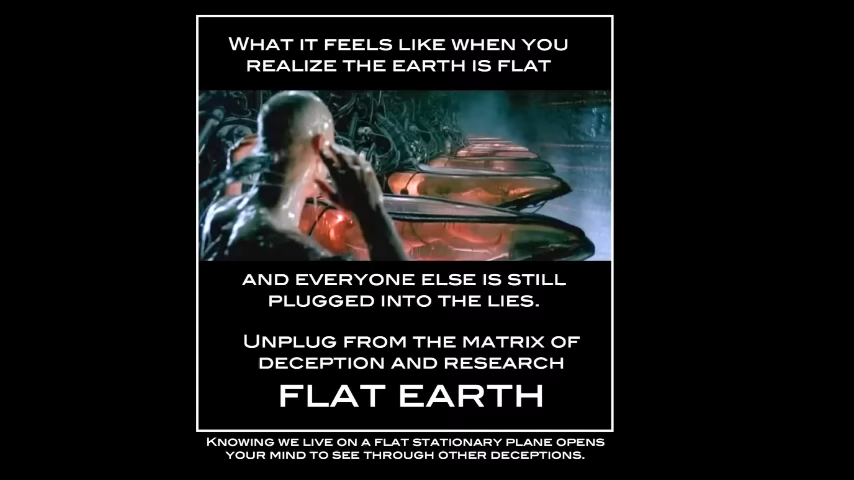 What it feels like when you
realize the earth is flat
and everyone else is still
plugged into the lies.
Unplug from the matrix of
deception and research
FLAT EARTH
Knowing we live on a flat stationary plane opens
your mind to see through other deceptions.